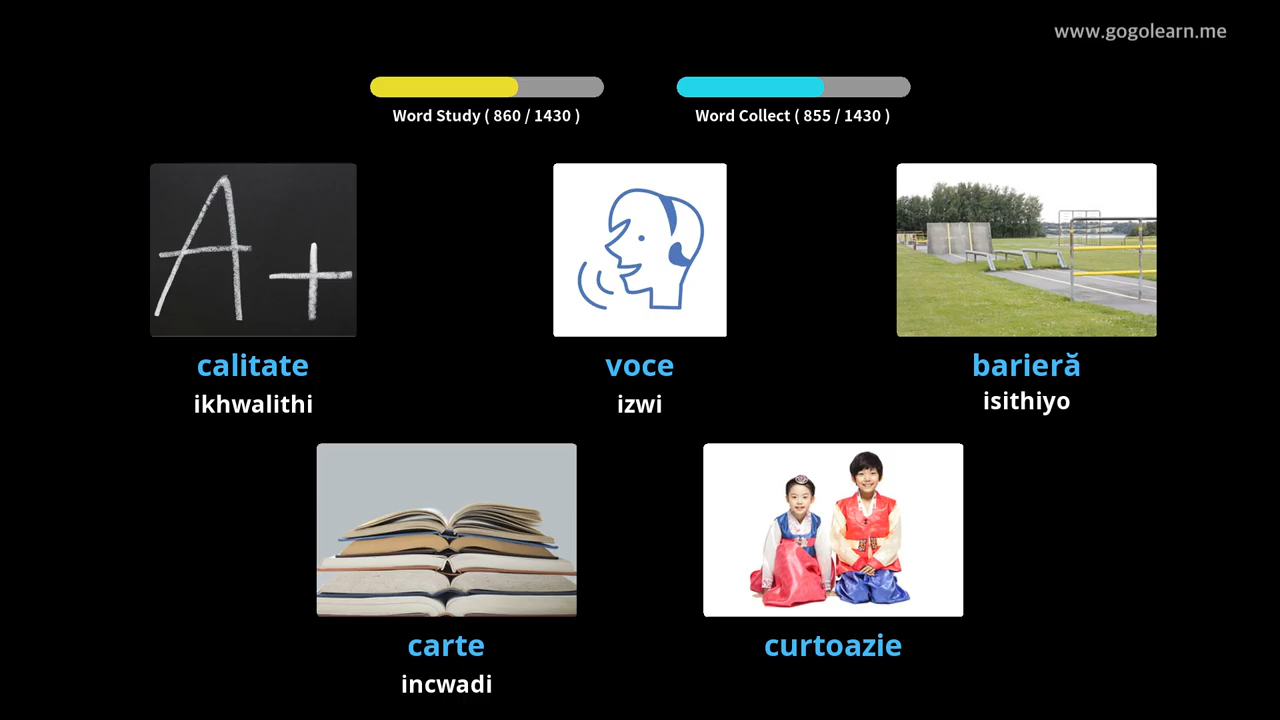 www.gogolearn.me
Word Study ( 860 / 1430 )
Word Collect ( 855 / 1430 )
A+
calitate
ikhwalithi
voce
izwi
barieră
isithiyo
carte
incwadi
curtoazie